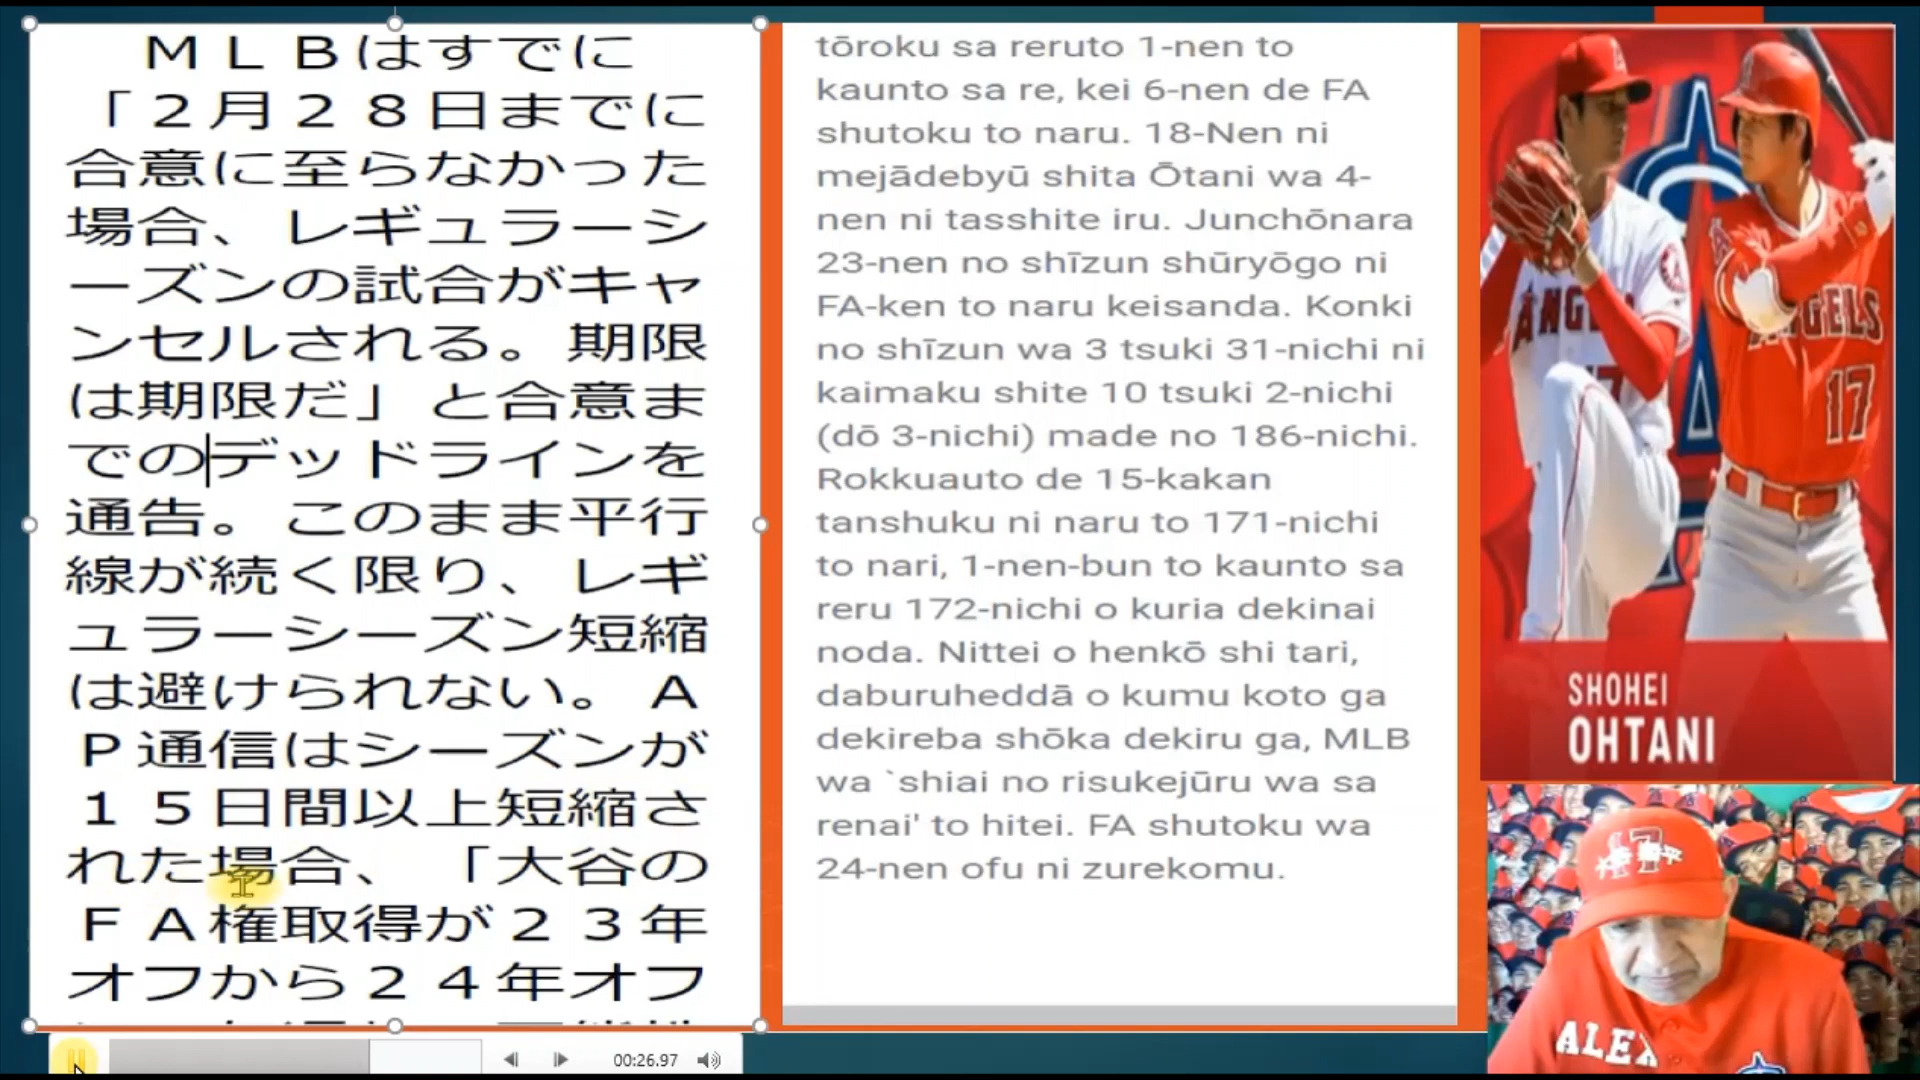 ＭＬＢはすでに
「２月２８日までに
合意に至らなかった
場合、レギュラーシ
ーズンの試合がキャ
ンセルされる。期限
は期限だ」と合意ま
でのデッドラインを
通告。このまま平行
線が続く限り、レギ
ュラーシーズン短縮
は避けられない。Ａ
Ｐ通信はシーズンが
１５日間以上短縮さ
れた場合、「大谷の
ＦＡ権取得が２３年
オフから２４年オフ
tōroku sa reruto 1-nen to
kaunto sa re, kei 6-nen de FA
shutoku to naru. 18-Nen ni
mejādebyū shita Ōtani wa 4-
nen ni tasshite iru. Junchōnara
23-nen no shīzun shūryōgo ni
FA-ken to naru keisanda. Konki
no shīzun wa 3 tsuki 31-nichi ni
kaimaku shite 10 tsuki 2-nichi
(dō 3-nichi) made no 186-nichi.
Rokkuauto de 15-kakan
tanshuku ni naru to 171-nichi
to nari, 1-nen-bun to kaunto sa
reru 172-nichi o kuria dekinai
noda. Nittei o henkō shi tari,
daburuheddā o kumu koto ga
dekireba shōka dekiru ga, MLB
wa `shiai no risukejūru wa sa
renai' to hitei. FA shutoku wa
24-nen ofu ni zurekomu.
ANGELS
17
SHOHEI
OHTANI
17
ALEX
00:26.97